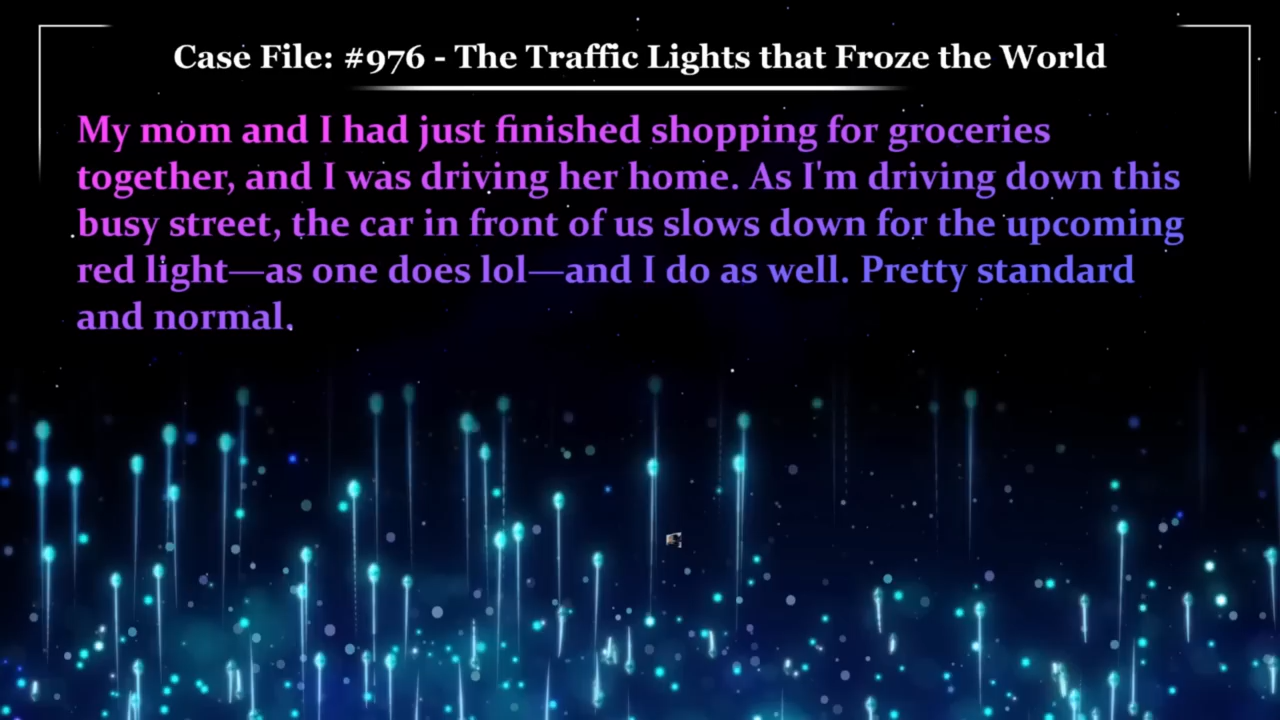 Case File: #976 - The Traffic Lights that Froze the World
My mom and I had just finished shopping for groceries
together, and I was driving her home. As I'm driving down this
busy street, the car in front of us slows down for the upcoming
red light—as one does lol—and I do as well. Pretty standard
and normal.